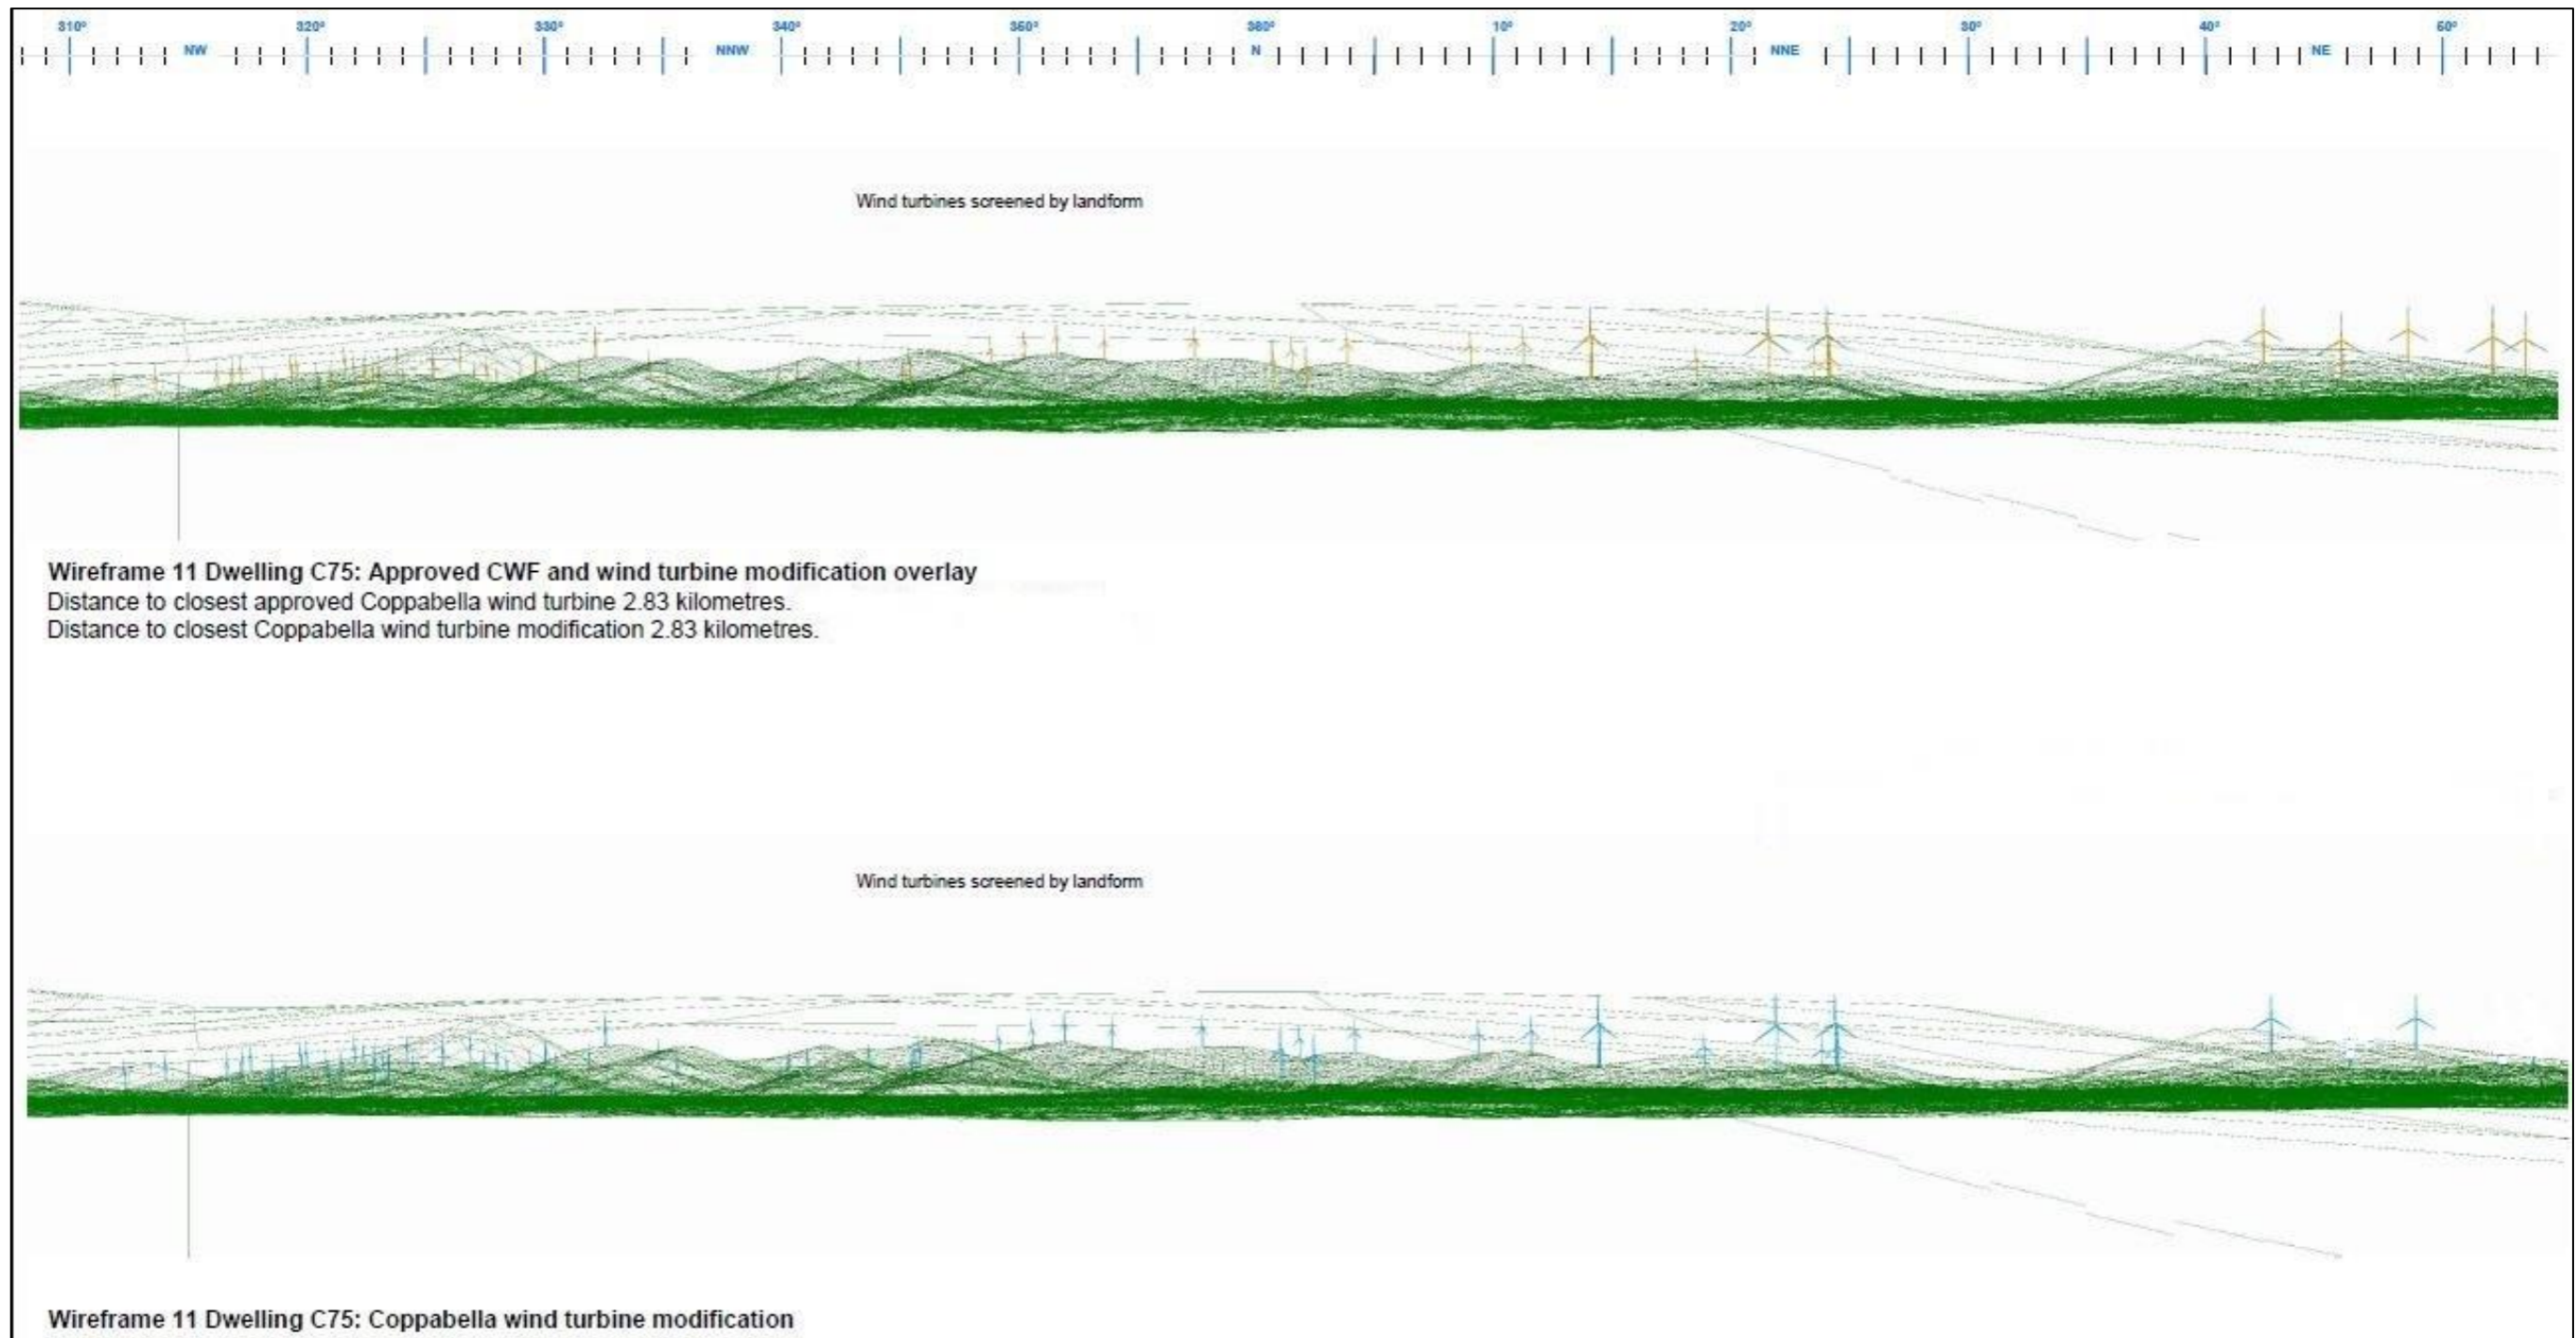 310° 320° 330° 340° 350° 360° 10° 20° 30° 40° 50°
NW NNW N NNE NE
Wind turbines screened by landform
Wireframe 11 Dwelling C75: Approved CWF and wind turbine modification overlay
Distance to closest approved Coppabella wind turbine 2.83 kilometres.
Distance to closest Coppabella wind turbine modification 2.83 kilometres.
Wind turbines screened by landform
Wireframe 11 Dwelling C75: Coppabella wind turbine modification